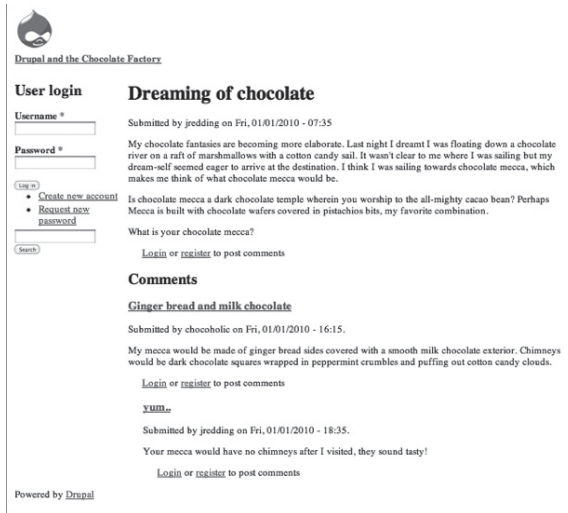 Drupal and the Chocolate Factory
User login
Username *
Password *
Log in
Create new account
Request new
password
Search
Dreaming of chocolate
Submitted by jredding on Fri, 01/01/2010 - 07:35
My chocolate fantasies are becoming more elaborate. Last night I dreamt I was floating down a chocolate
river on a raft of marshmallows with a cotton candy sail. It wasn't clear to me where I was sailing but my
dream-self seemed eager to arrive at the destination. I think I was sailing towards chocolate mecca, which
makes me think of what chocolate mecca would be.
Is chocolate mecca a dark chocolate temple wherein you worship to the all-mighty cacao bean? Perhaps
Mecca is built with chocolate wafers covered in pistachios bits, my favorite combination.
What is your chocolate mecca?
Login or register to post comments
Comments
Ginger bread and milk chocolate
Submitted by chocoholic on Fri, 01/01/2010 - 16:15.
My mecca would be made of ginger bread sides covered with a smooth milk chocolate exterior. Chimneys
would be dark chocolate squares wrapped in peppermint crumbles and puffing out cotton candy clouds.
Login or register to post comments
yum..
Submitted by jredding on Fri, 01/01/2010 - 18:35.
Your mecca would have no chimneys after I visited, they sound tasty!
Login or register to post comments
Powered by Drupal